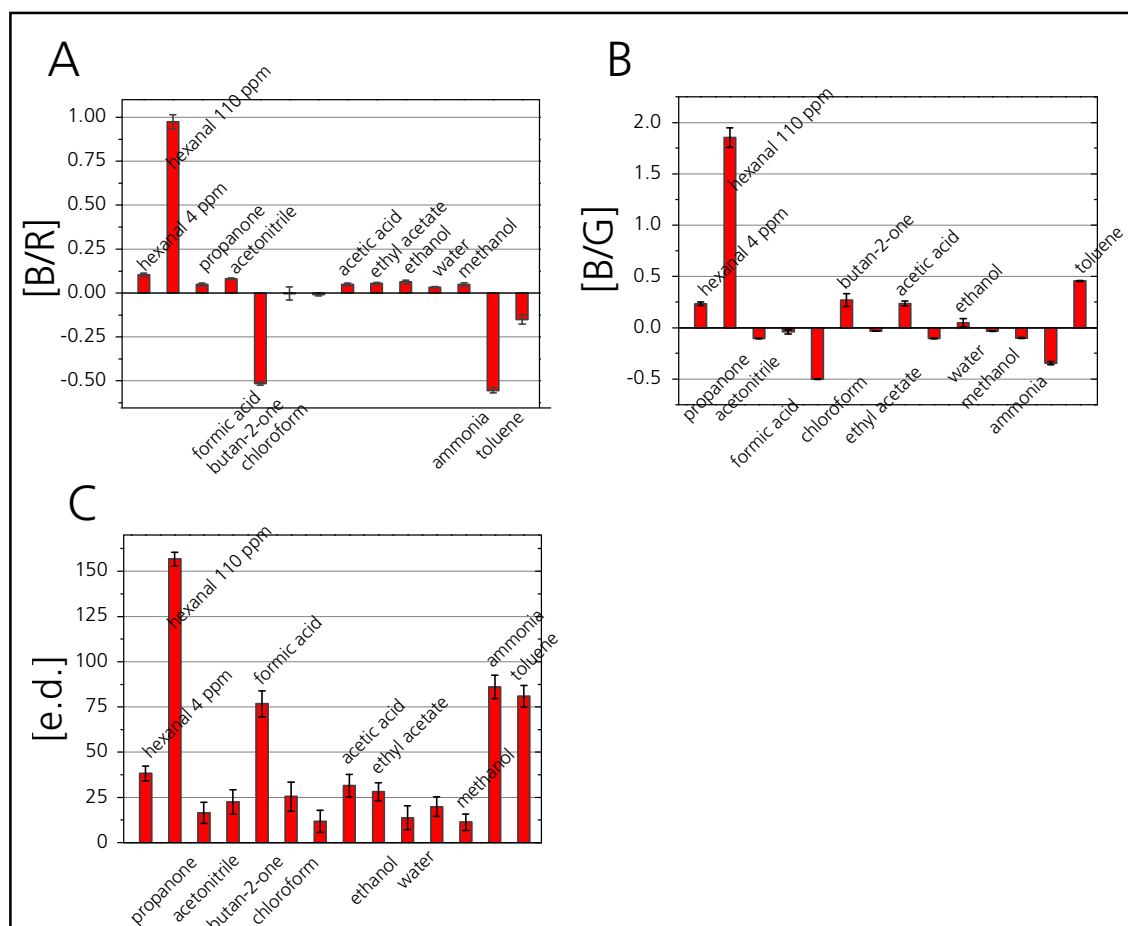 A
[B/R]
1.00
0.75
0.50
0.25
0.00
-0.25
-0.50
hexanal 4 ppm
hexanal 110 ppm
propanone
acetonitrile
formic acid
butan-2-one
chloroform
acetic acid
ethyl acetate
ethanol
water
methanol
ammonia
toluene
B
[B/G]
2.0
1.5
1.0
0.5
0.0
-0.5
hexanal 4 ppm
hexanal 110 ppm
propanone
acetonitrile
formic acid
butan-2-one
chloroform
acetic acid
ethyl acetate
ethanol
water
methanol
ammonia
toluene
C
[e.d.]
150
125
100
75
50
25
0
hexanal 4 ppm
hexanal 110 ppm
propanone
acetonitrile
formic acid
butan-2-one
chloroform
acetic acid
ethyl acetate
ethanol
water
methanol
ammonia
toluene